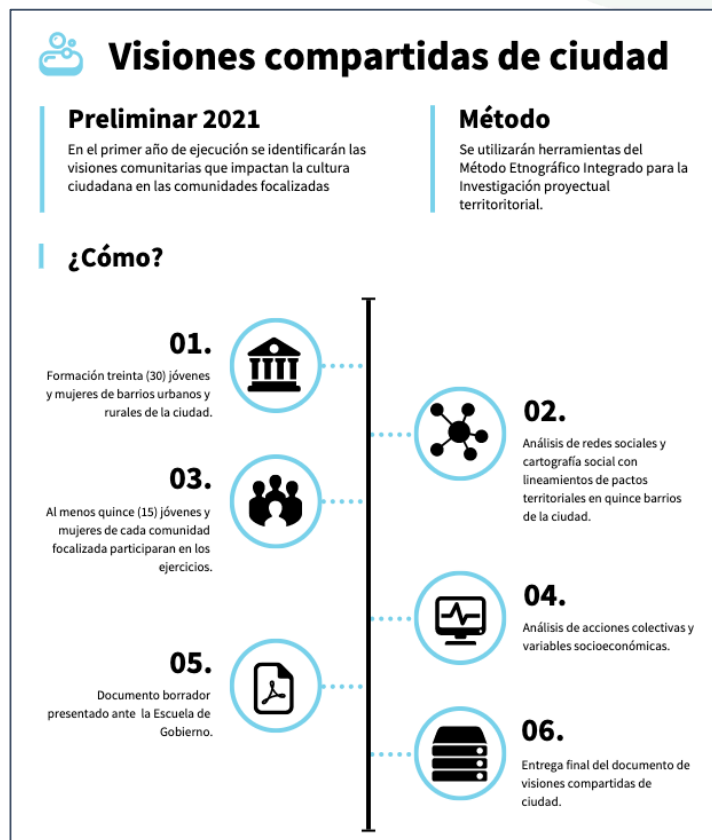 Visiones compartidas de ciudad
Preliminar 2021
En el primer año de ejecución se identificarán las
visiones comunitarias que impactan la cultura
ciudadana en las comunidades focalizadas
Método
Se utilizarán herramientas del
Método Etnográfico Integrado para la
Investigación proyectual
territoritorial.
¿Cómo?
01.
Formación treinta (30) jóvenes
y mujeres de barrios urbanos y
rurales de la ciudad.
02.
Análisis de redes sociales y
cartografía social con
lineamientos de pactos
territoriales en quince barrios
de la ciudad.
03.
Al menos quince (15) jóvenes y
mujeres de cada comunidad
focalizada participaran en los
ejercicios.
04.
Análisis de acciones colectivas y
variables socioeconómicas.
05.
Documento borrador
presentado ante la Escuela de
Gobierno.
06.
Entrega final del documento de
visiones compartidas de
ciudad.